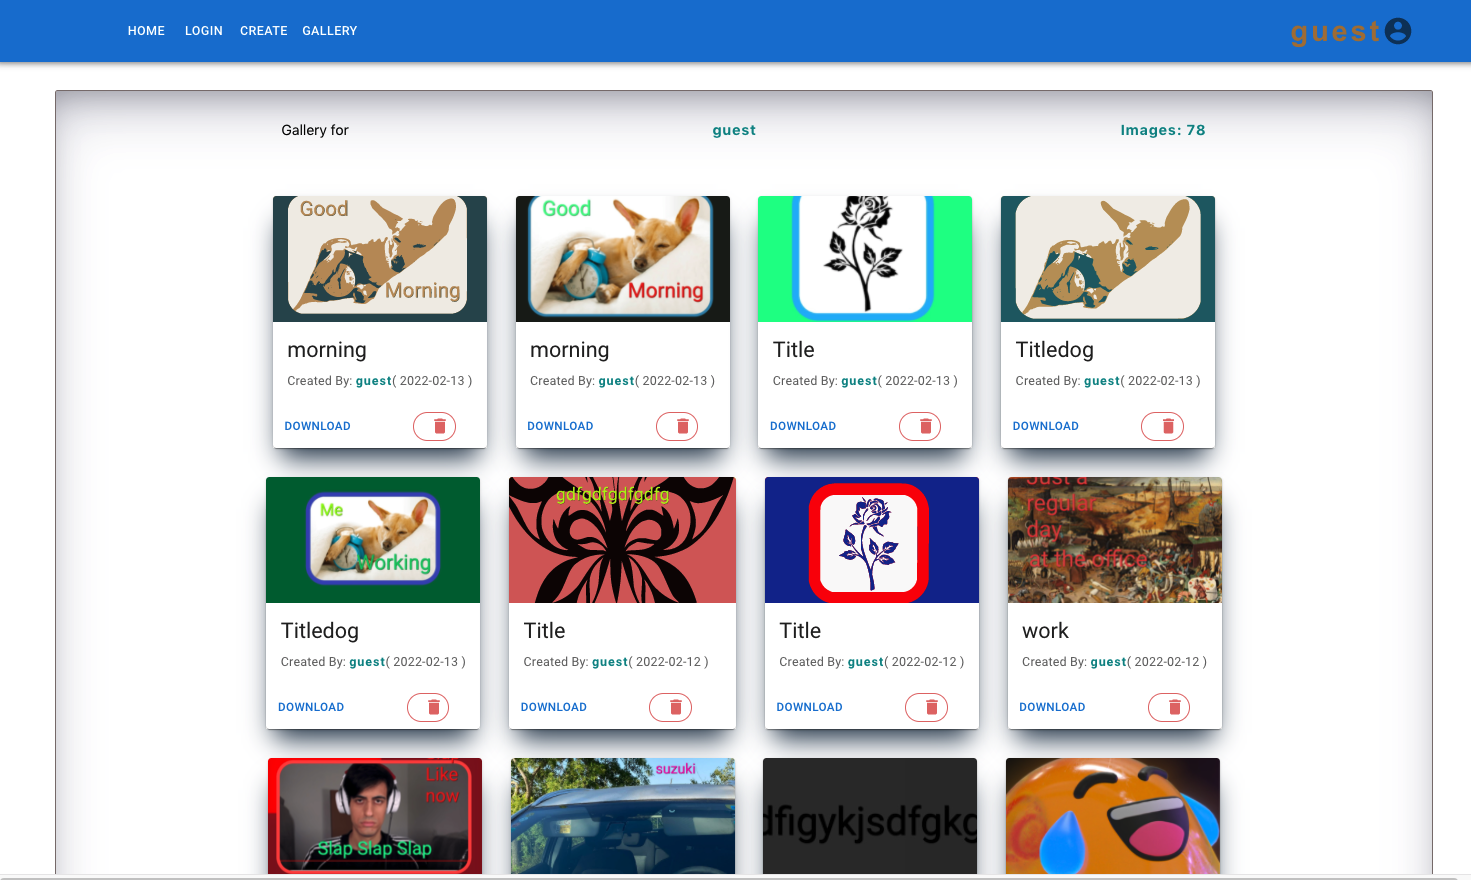 HOME LOGIN CREATE GALLERY
guest
Gallery for guest Images: 78
Good
Morning
Good
Morning
morning
Created By: guest( 2022-02-13 )
DOWNLOAD
morning
Created By: guest( 2022-02-13 )
DOWNLOAD
Title
Created By: guest( 2022-02-13 )
DOWNLOAD
Titledog
Created By: guest( 2022-02-13 )
DOWNLOAD
Me
Working
Titledog
Created By: guest( 2022-02-13 )
DOWNLOAD
gdfgdfgdfgdfg
Title
Created By: guest( 2022-02-12 )
DOWNLOAD
Title
Created By: guest( 2022-02-12 )
DOWNLOAD
Just a
regular
day
at the office
work
Created By: guest( 2022-02-12 )
DOWNLOAD
Like
now
Slap Slap Slap
suzuki
dfigykjsdfgkg